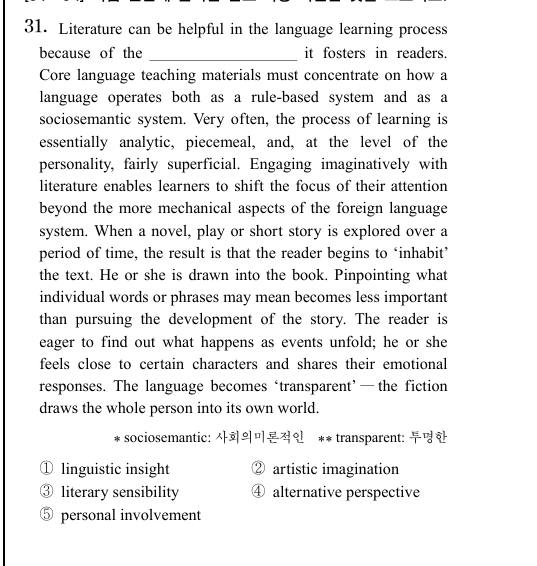 31. Literature can be helpful in the language learning process
because of the ____________________ it fosters in readers.
Core language teaching materials must concentrate on how a
language operates both as a rule-based system and as a
sociosemantic system. Very often, the process of learning is
essentially analytic, piecemeal, and, at the level of the
personality, fairly superficial. Engaging imaginatively with
literature enables learners to shift the focus of their attention
beyond the more mechanical aspects of the foreign language
system. When a novel, play or short story is explored over a
period of time, the result is that the reader begins to ‘inhabit’
the text. He or she is drawn into the book. Pinpointing what
individual words or phrases may mean becomes less important
than pursuing the development of the story. The reader is
eager to find out what happens as events unfold; he or she
feels close to certain characters and shares their emotional
responses. The language becomes ‘transparent’ — the fiction
draws the whole person into its own world.
* sociosemantic: 사회의미론적인 ** transparent: 투명한
① linguistic insight ② artistic imagination
③ literary sensibility ④ alternative perspective
⑤ personal involvement